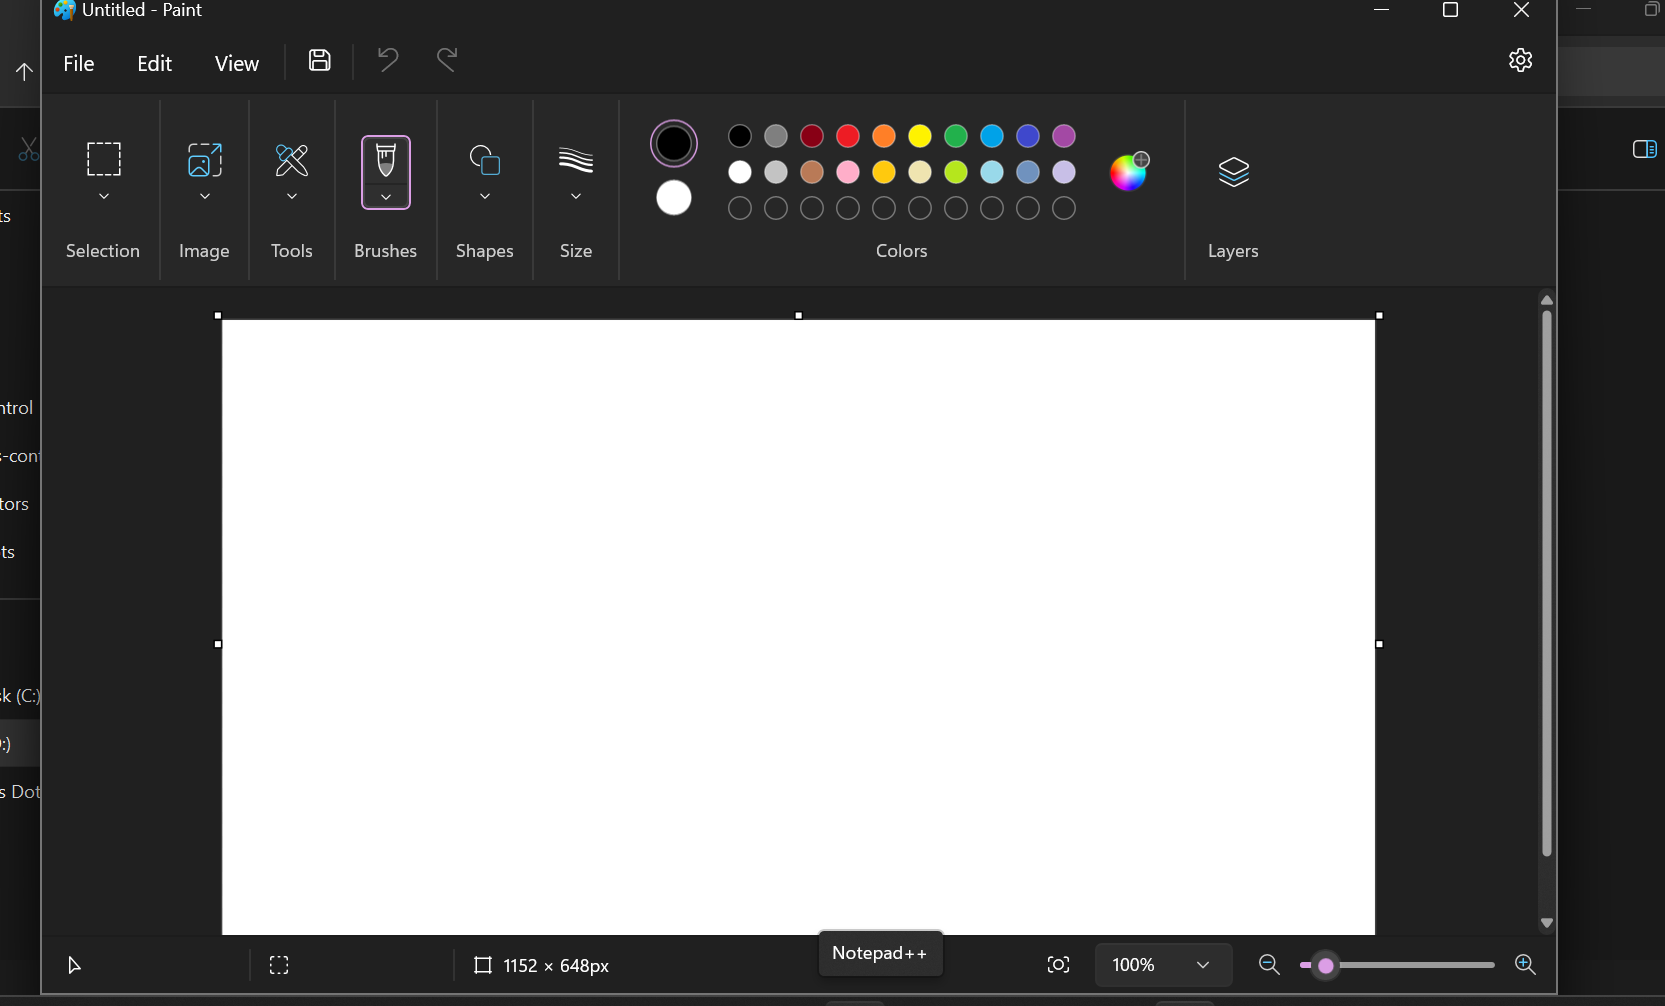 Untitled - Paint
File Edit View
ts
Selection Image Tools Brushes Shapes Size Colors Layers
ntrol
s-cont
tors
ts
sk (C:)
:)
s Dot
1152 × 648px
Notepad++
100%